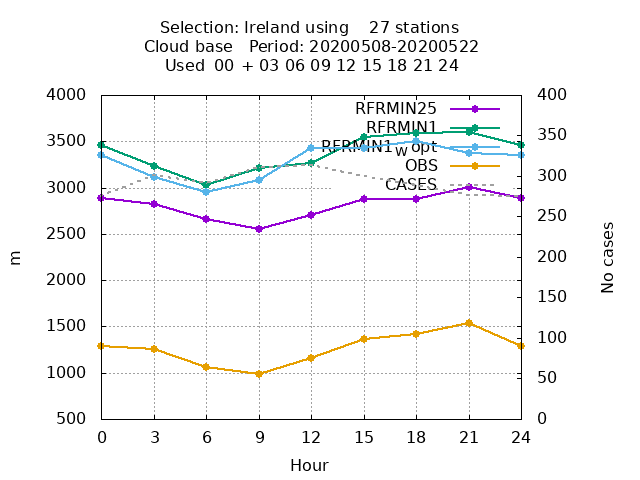 Selection: Ireland using    27 stations
Cloud base   Period: 20200508-20200522
Used  00 + 03 06 09 12 15 18 21 24
4000
3500
3000
2500
2000
1500
1000
500
400
350
300
250
200
150
100
50
0
RFRMIN25
RFRMIN1
RFRMIN1w opt
OBS
CASES
m
No cases
0 3 6 9 12 15 18 21 24
Hour